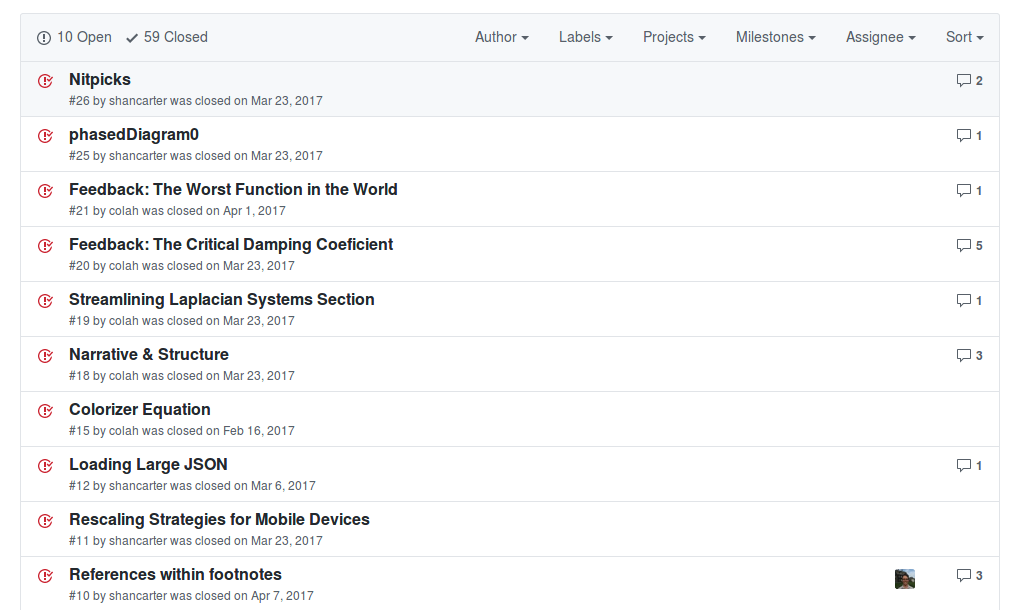 10 Open 59 Closed Author Labels Projects Milestones Assignee Sort
Nitpicks 2
#26 by shancarter was closed on Mar 23, 2017
phasedDiagram0 1
#25 by shancarter was closed on Mar 23, 2017
Feedback: The Worst Function in the World 1
#21 by colah was closed on Apr 1, 2017
Feedback: The Critical Damping Coeficient 5
#20 by colah was closed on Mar 23, 2017
Streamlining Laplacian Systems Section 1
#19 by colah was closed on Mar 23, 2017
Narrative & Structure 3
#18 by colah was closed on Mar 23, 2017
Colorizer Equation
#15 by colah was closed on Feb 16, 2017
Loading Large JSON 1
#12 by shancarter was closed on Mar 6, 2017
Rescaling Strategies for Mobile Devices
#11 by shancarter was closed on Mar 23, 2017
References within footnotes 3
#10 by shancarter was closed on Apr 7, 2017